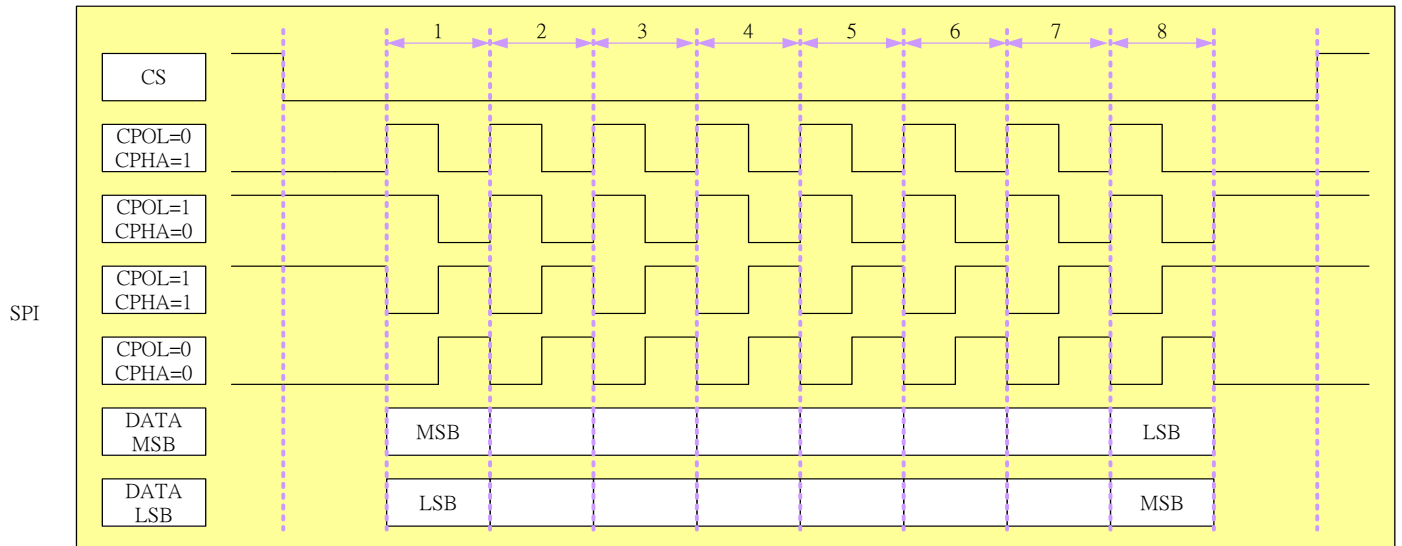 1 2 3 4 5 6 7 8
CS
CPOL=0
CPHA=1
CPOL=1
CPHA=0
CPOL=1
CPHA=1
SPI
CPOL=0
CPHA=0
DATA
MSB
MSB LSB
DATA
LSB
LSB MSB